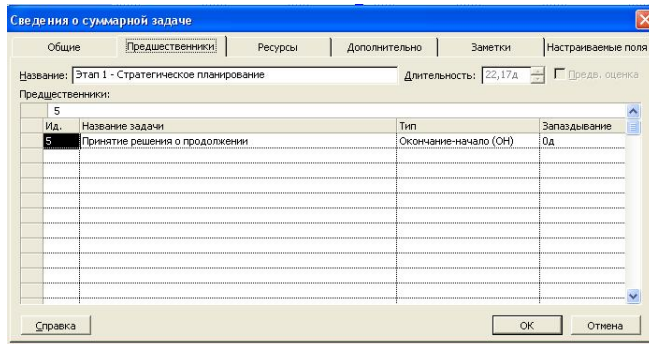 Сведения о суммарной задаче
Общие Предшественники Ресурсы Дополнительно Заметки Настраиваемые поля
Название: Этап 1 - Стратегическое планирование Длительность: 22,17д Предв. оценка
Предшественники:
5
Ид. Название задачи Тип Запаздывание
5 Принятие решения о продолжении Окончание-начало (ОН) 0д
Справка ОК Отмена